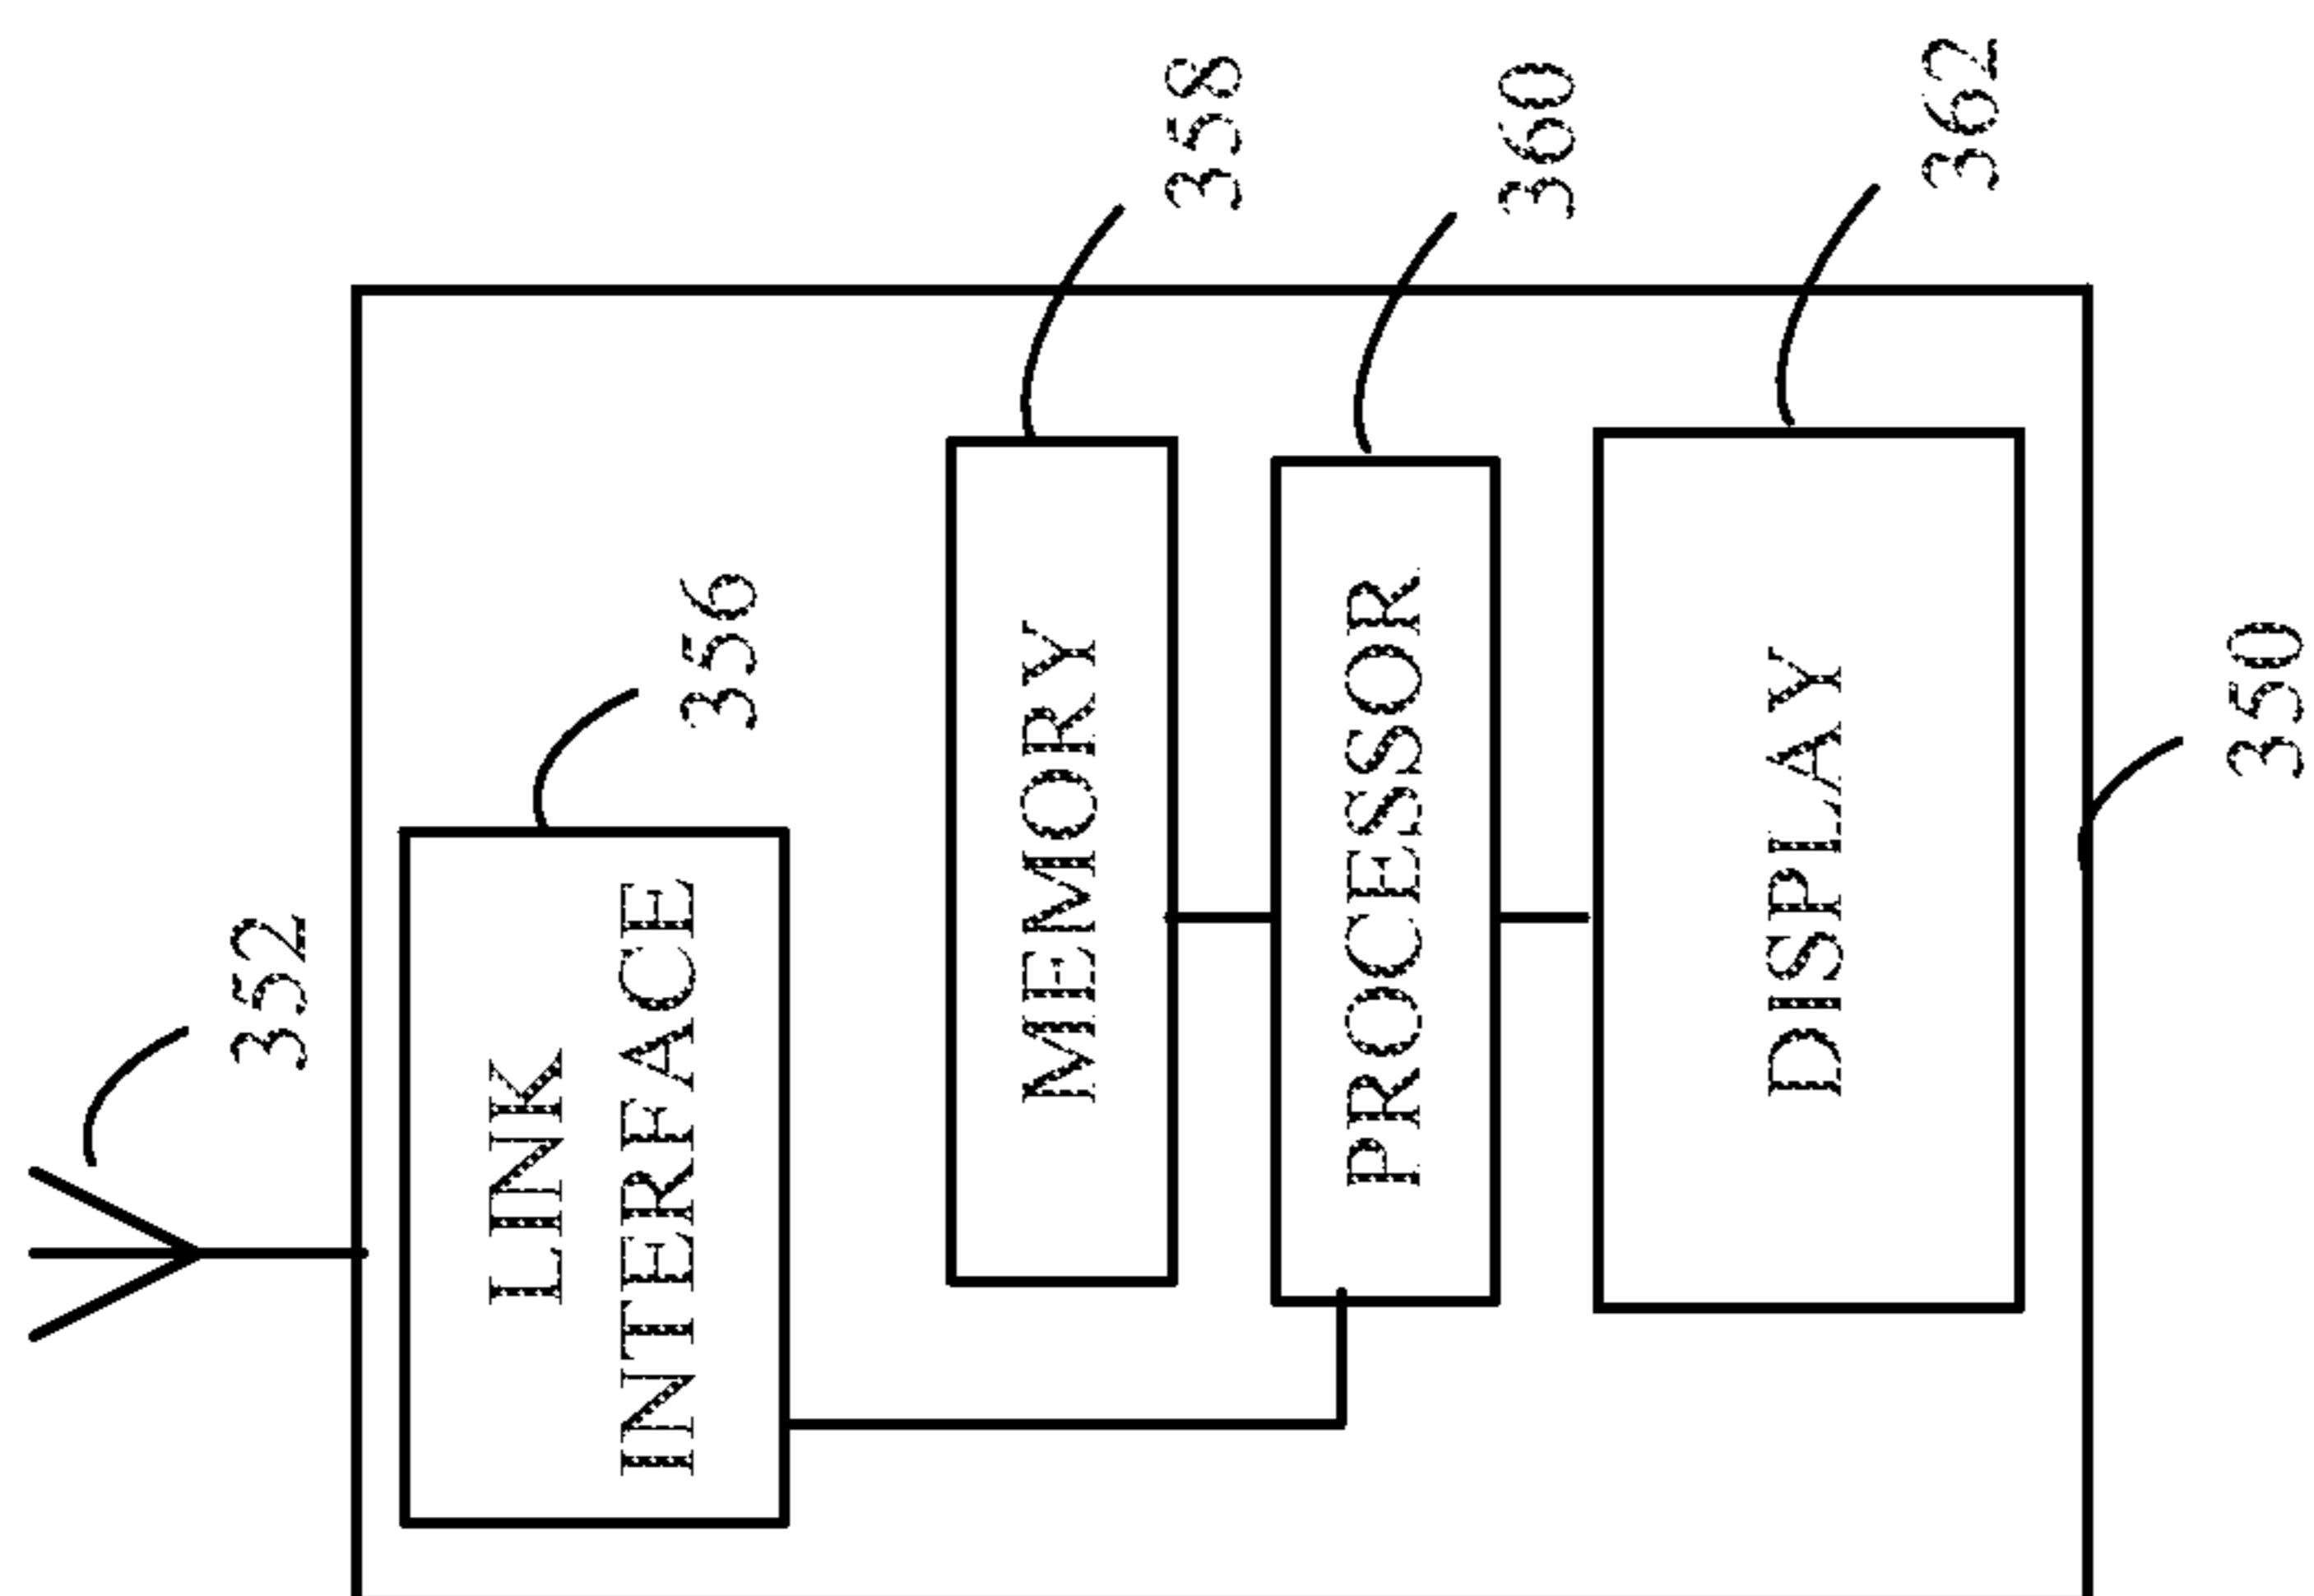 352
LINK
INTERFACE
356
MEMORY
358
PROCESSOR
360
DISPLAY
362
350